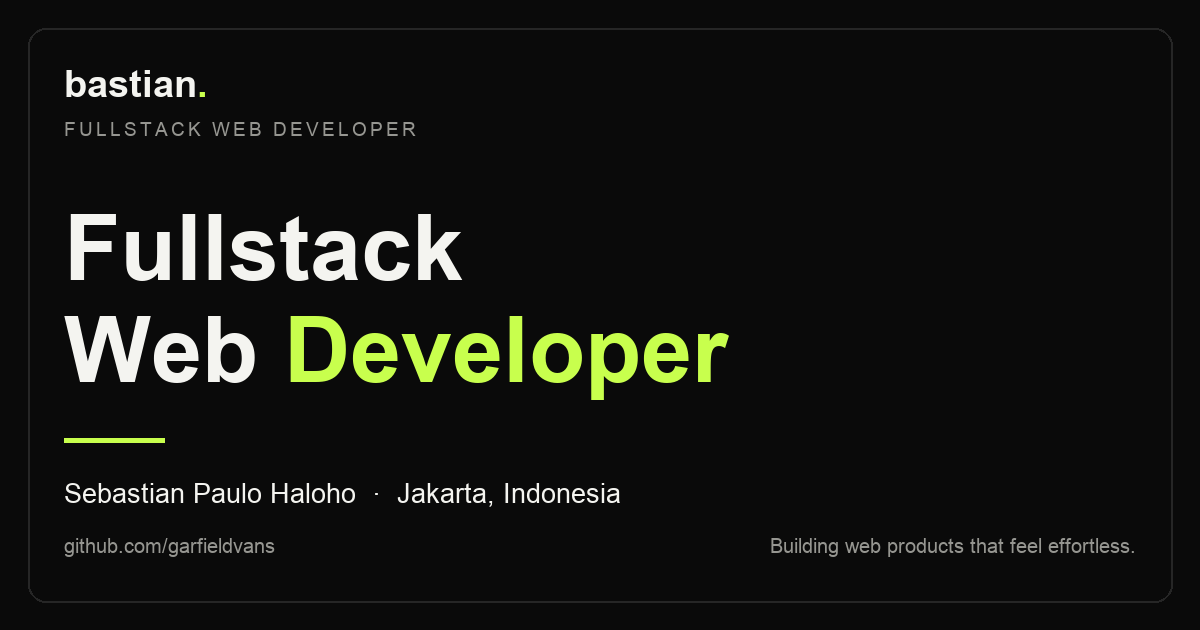 bastian.
FULLSTACK WEB DEVELOPER
Fullstack
Web Developer
Sebastian Paulo Haloho · Jakarta, Indonesia
github.com/garfieldvans
Building web products that feel effortless.